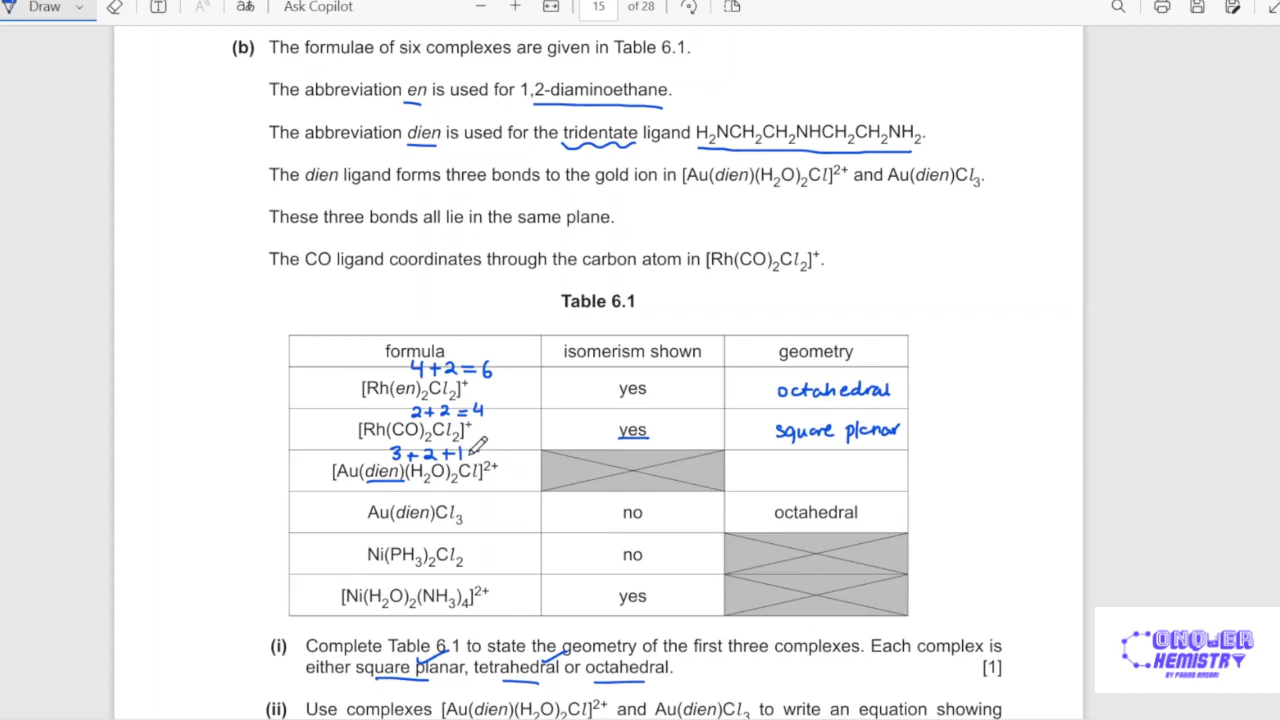 Draw aあ Ask Copilot 15 of 28
(b) The formulae of six complexes are given in Table 6.1.
The abbreviation en is used for 1,2-diaminoethane.
The abbreviation dien is used for the tridentate ligand H₂NCH₂CH₂NHCH₂CH₂NH₂.
The dien ligand forms three bonds to the gold ion in [Au(dien)(H₂O)₂Cl]²⁺ and Au(dien)Cl₃.
These three bonds all lie in the same plane.
The CO ligand coordinates through the carbon atom in [Rh(CO)₂Cl₂]⁺.
Table 6.1
formula isomerism shown geometry
4+2=6
[Rh(en)₂Cl₂]⁺ yes octahedral
2+2=4
[Rh(CO)₂Cl₂]⁺ yes square planar
3+2+1
[Au(dien)(H₂O)₂Cl]²⁺
Au(dien)Cl₃ no octahedral
Ni(PH₃)₂Cl₂ no
[Ni(H₂O)₂(NH₃)₄]²⁺ yes
(i) Complete Table 6.1 to state the geometry of the first three complexes. Each complex is
either square planar, tetrahedral or octahedral. [1]
(ii) Use complexes [Au(dien)(H₂O)₂Cl]²⁺ and Au(dien)Cl₃ to write an equation showing
ONQUER
HEMISTRY
BY FAHAD ANSARI